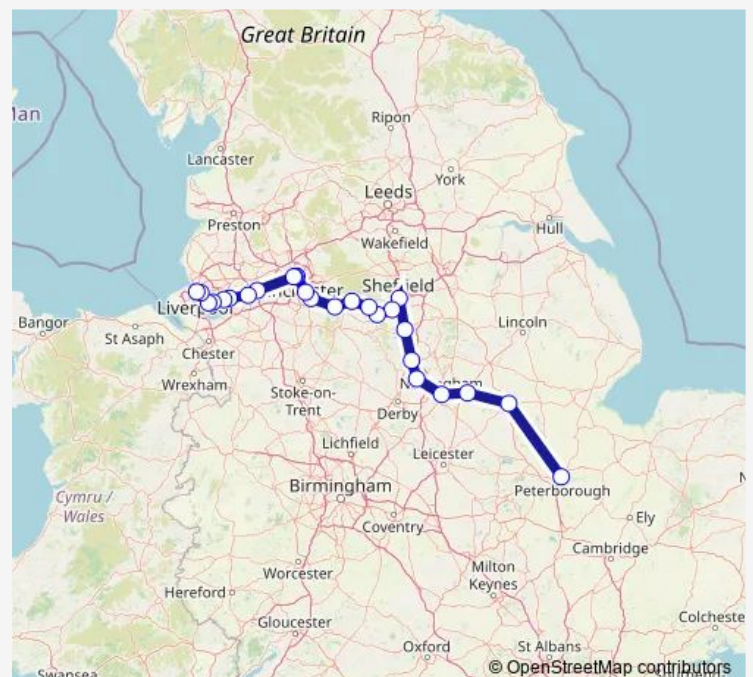 Great Britain
Man
Ripon
Lancaster
York
Leeds
Preston
Hull
Wakefield
Sheffield
Liverpool
Bangor
St Asaph
Lincoln
Chester
Wrexham
Stoke-on-
Trent
Derby
Lichfield
Leicester
Birmingham
Peterborough
Cymru /
Wales
Coventry
Ely
Cambridge
Worcester
Milton
Keynes
Hereford
Gloucester
Colcheste
Oxford
St Albans
Swansea
© OpenStreetMap contributors